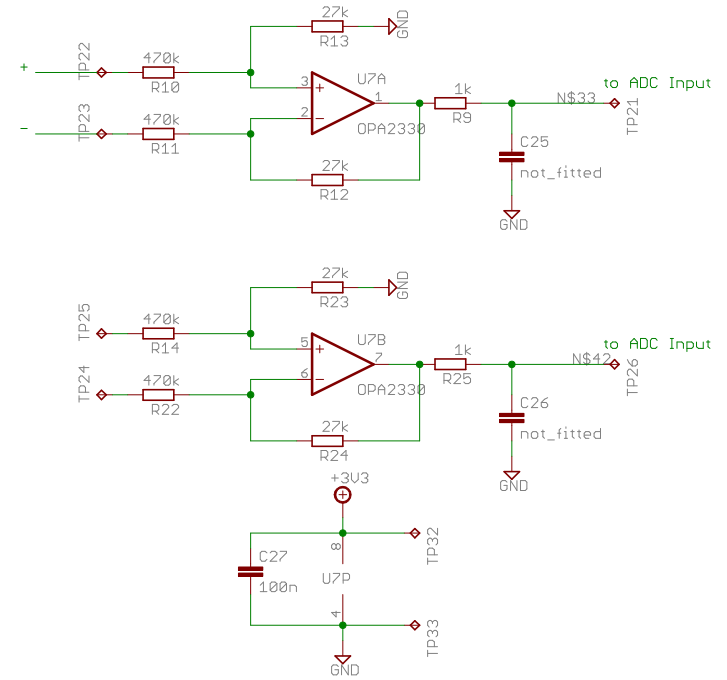 27k
R13
GND
TP22
470k
R10
+
3
+
U7A
1
2
−
OPA2330
1k
R9
N$33
to ADC Input
TP21
TP23
470k
R11
−
27k
R12
C25
not_fitted
GND
27k
R23
GND
TP25
470k
R14
5
+
U7B
7
6
−
OPA2330
1k
R25
N$42
to ADC Input
TP26
TP24
470k
R22
27k
R24
C26
not_fitted
GND
+3V3
8
TP32
C27
100n
U7P
4
TP33
GND